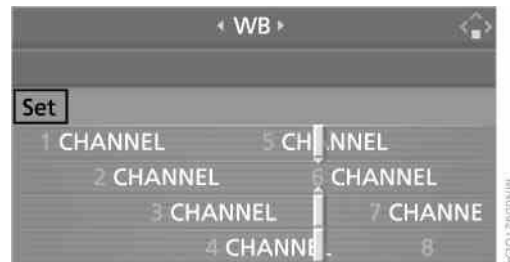 WB
Set
1 CHANNEL 5 CH NNEL
2 CHANNEL 6 CHANNEL
3 CHANNEL 7 CHANNE
4 CHANNE 8